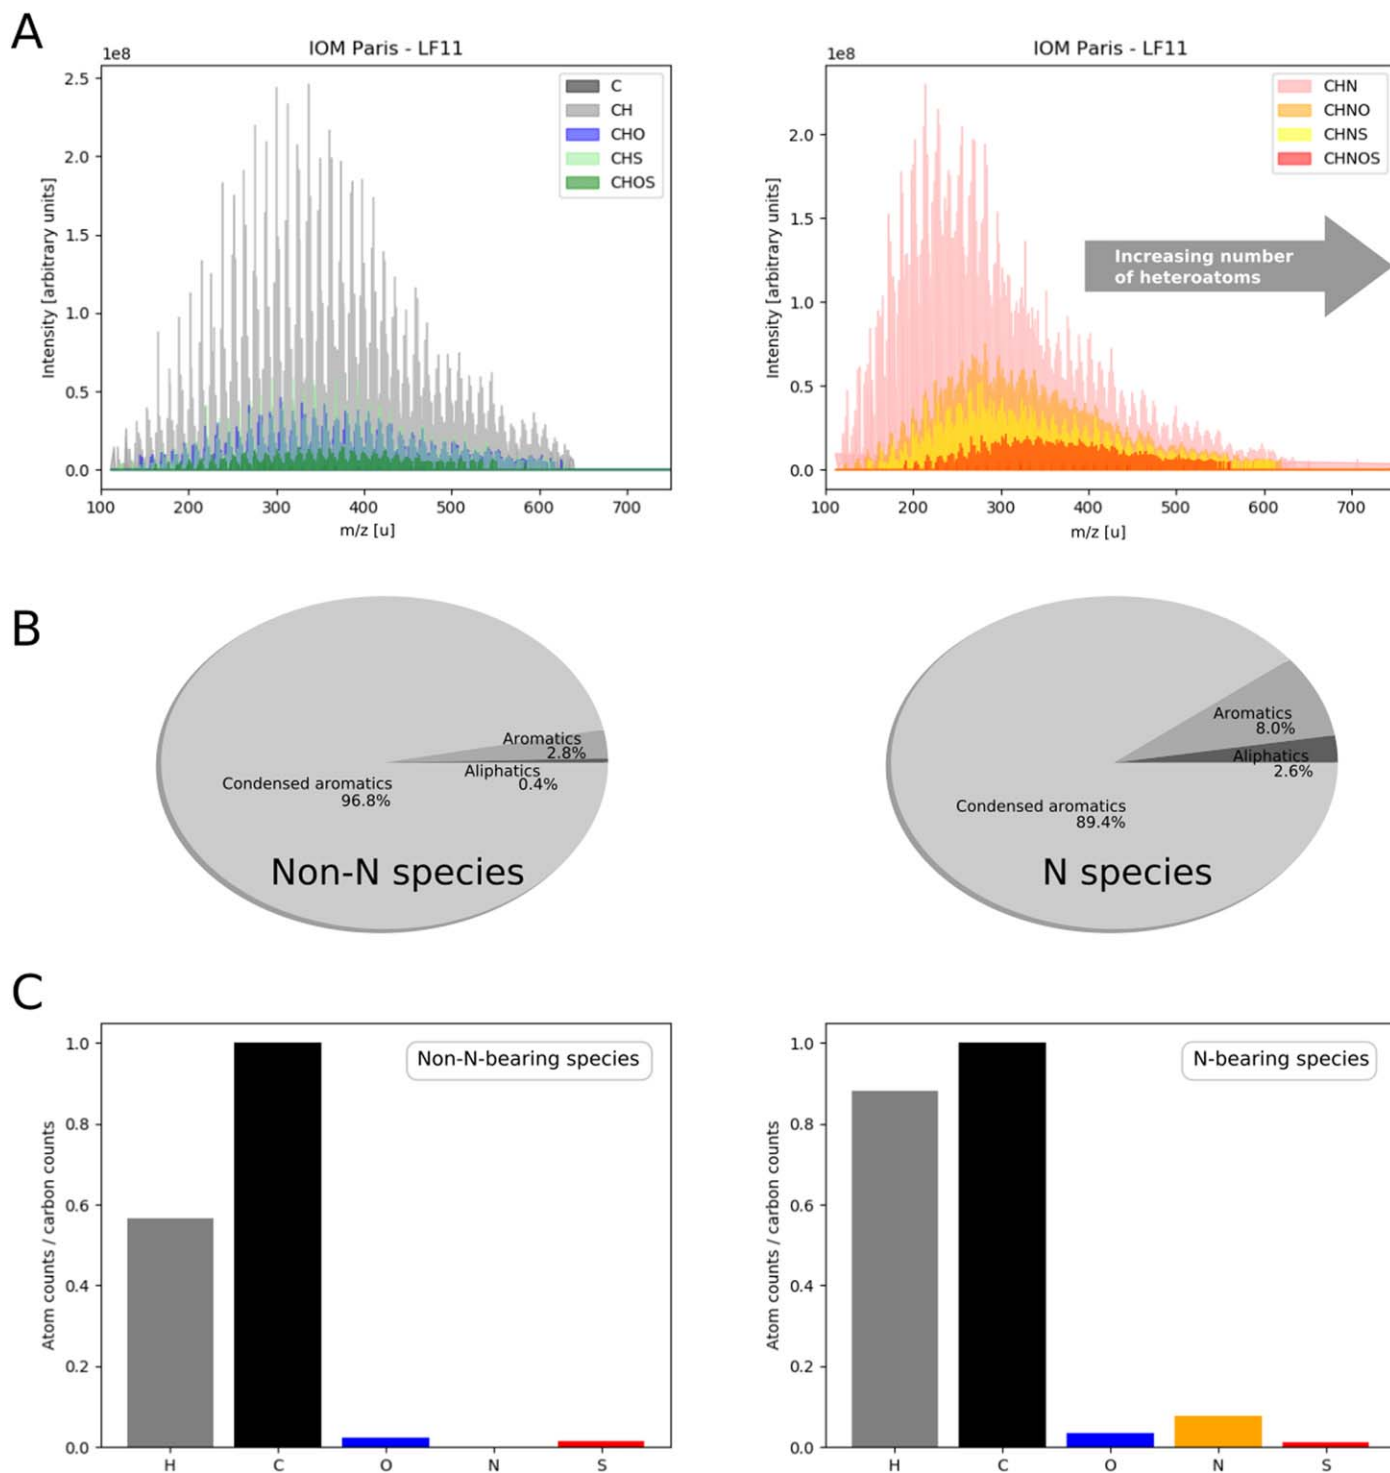 A
IOM Paris - LF11
1e8
2.5
2.0
1.5
1.0
0.5
0.0
Intensity [arbitrary units]
C
CH
CHO
CHS
CHOS
100 200 300 400 500 600 700
m/z [u]
IOM Paris - LF11
1e8
2.0
1.5
1.0
0.5
0.0
Intensity [arbitrary units]
CHN
CHNO
CHNS
CHNOS
Increasing number
of heteroatoms
100 200 300 400 500 600 700
m/z [u]
B
Aromatics
2.8%
Aliphatics
0.4%
Condensed aromatics
96.8%
Non-N species
Aromatics
8.0%
Aliphatics
2.6%
Condensed aromatics
89.4%
N species
C
Non-N-bearing species
1.0
0.8
0.6
0.4
0.2
0.0
Atom counts / carbon counts
H C O N S
N-bearing species
1.0
0.8
0.6
0.4
0.2
0.0
Atom counts / carbon counts
H C O N S